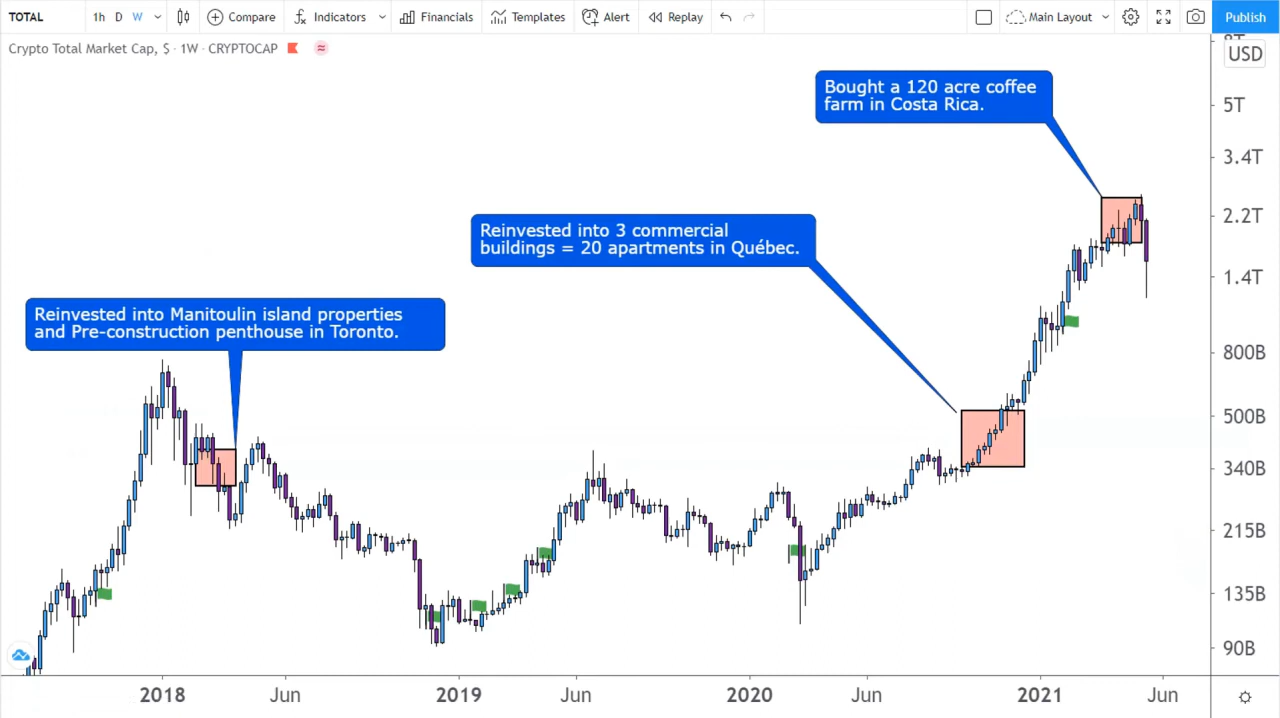 TOTAL
1h D W
Compare
Indicators
Financials
Templates
Alert
Replay
Main Layout
Publish
Crypto Total Market Cap, $ · 1W · CRYPTOCAP
USD
Bought a 120 acre coffee
farm in Costa Rica.
Reinvested into 3 commercial
buildings = 20 apartments in Québec.
Reinvested into Manitoulin island properties
and Pre-construction penthouse in Toronto.
8T
5T
3.4T
2.2T
1.4T
800B
500B
340B
215B
135B
90B
2018 Jun 2019 Jun 2020 Jun 2021 Jun